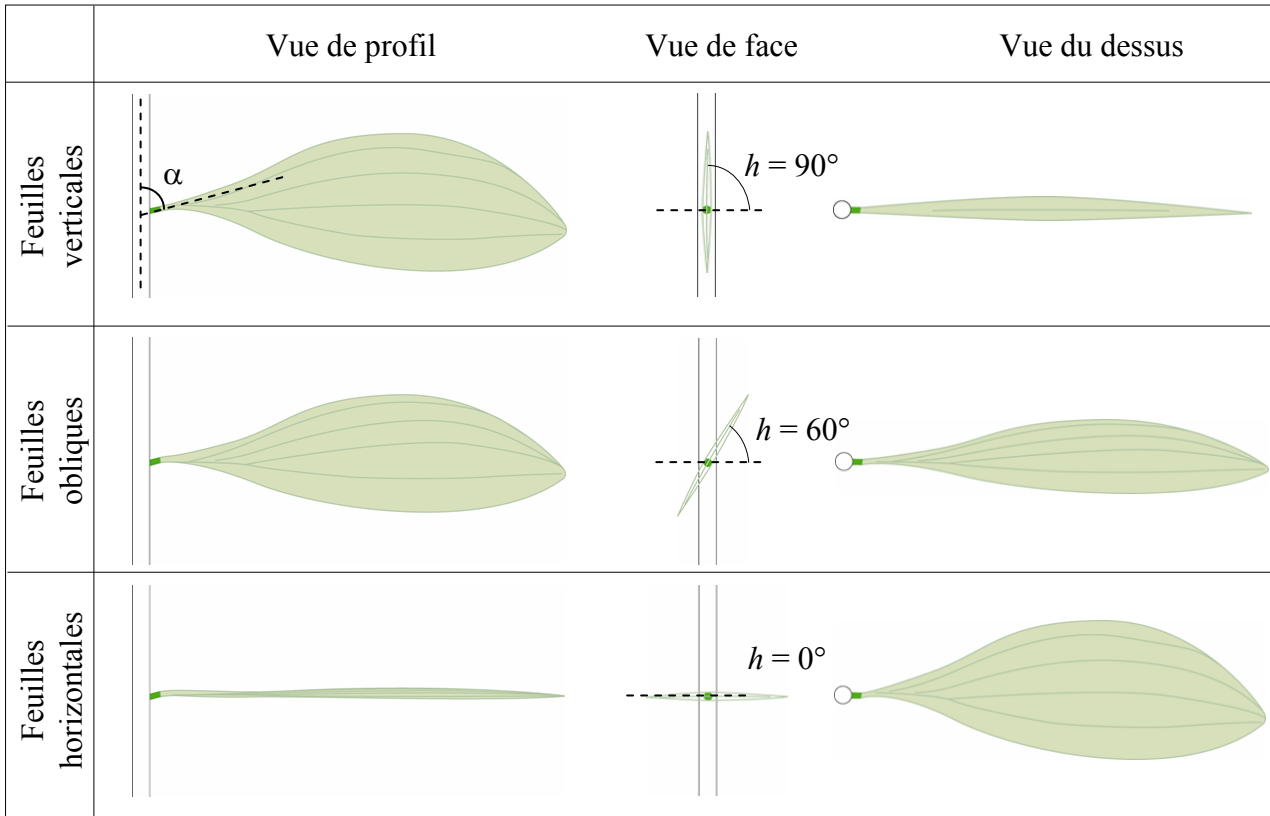 Vue de profil
Vue de face
Vue du dessus
Feuilles
verticales
α
h = 90°
Feuilles
obliques
h = 60°
Feuilles
horizontales
h = 0°